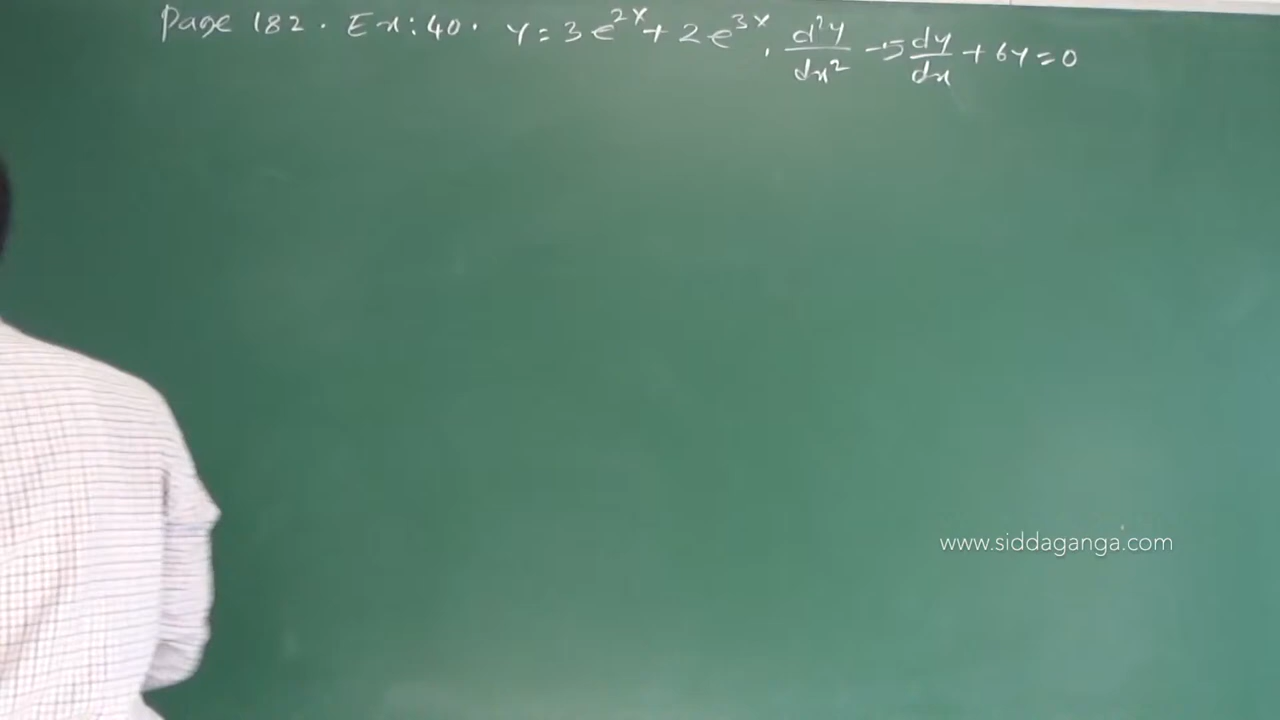 Page 182. Ex: 40. y = 3e^{2x} + 2e^{3x}, d²y/dx² - 5 dy/dx + 6y = 0
www.siddaganga.com